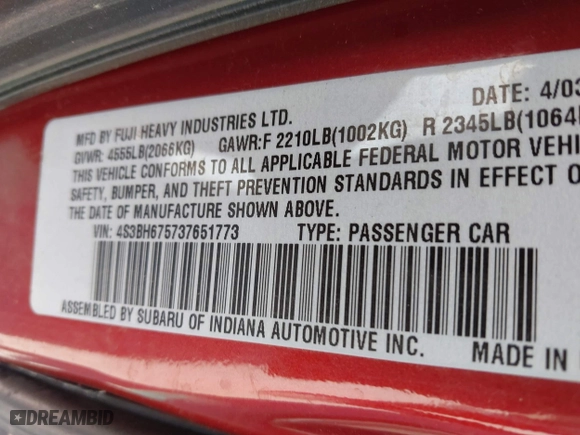 DATE: 4/03
MFD BY FUJI HEAVY INDUSTRIES LTD.
GVWR: 4555LB(2066KG) GAWR:F 2210LB(1002KG) R 2345LB(1064
THIS VEHICLE CONFORMS TO ALL APPLICABLE FEDERAL MOTOR VEHI
SAFETY, BUMPER, AND THEFT PREVENTION STANDARDS IN EFFECT O
THE DATE OF MANUFACTURE SHOWN ABOVE.
VIN: 4S3BH675737651773 TYPE: PASSENGER CAR
ASSEMBLED BY SUBARU OF INDIANA AUTOMOTIVE INC.
MADE IN
DREAMBID